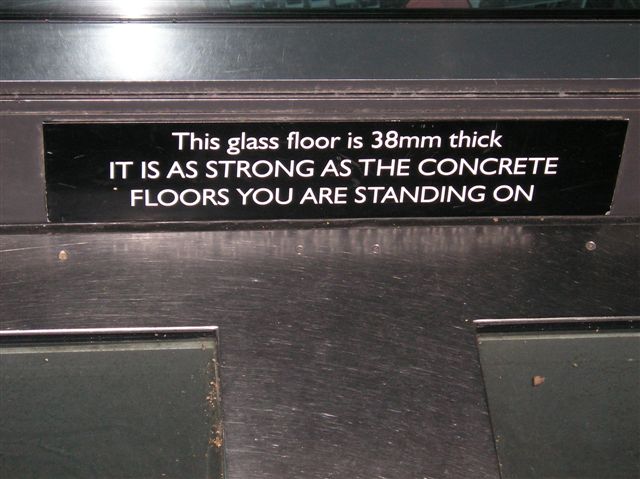 This glass floor is 38mm thick
IT IS AS STRONG AS THE CONCRETE
FLOORS YOU ARE STANDING ON